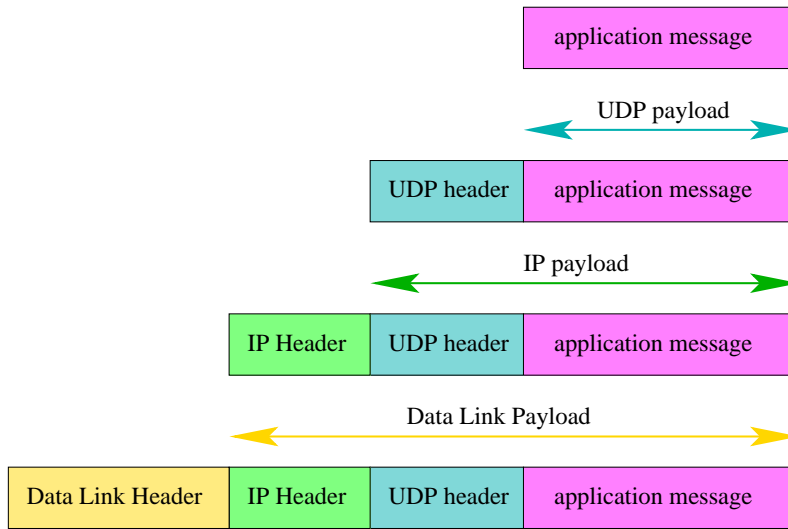 application message
UDP payload
UDP header application message
IP payload
IP Header UDP header application message
Data Link Payload
Data Link Header IP Header UDP header application message